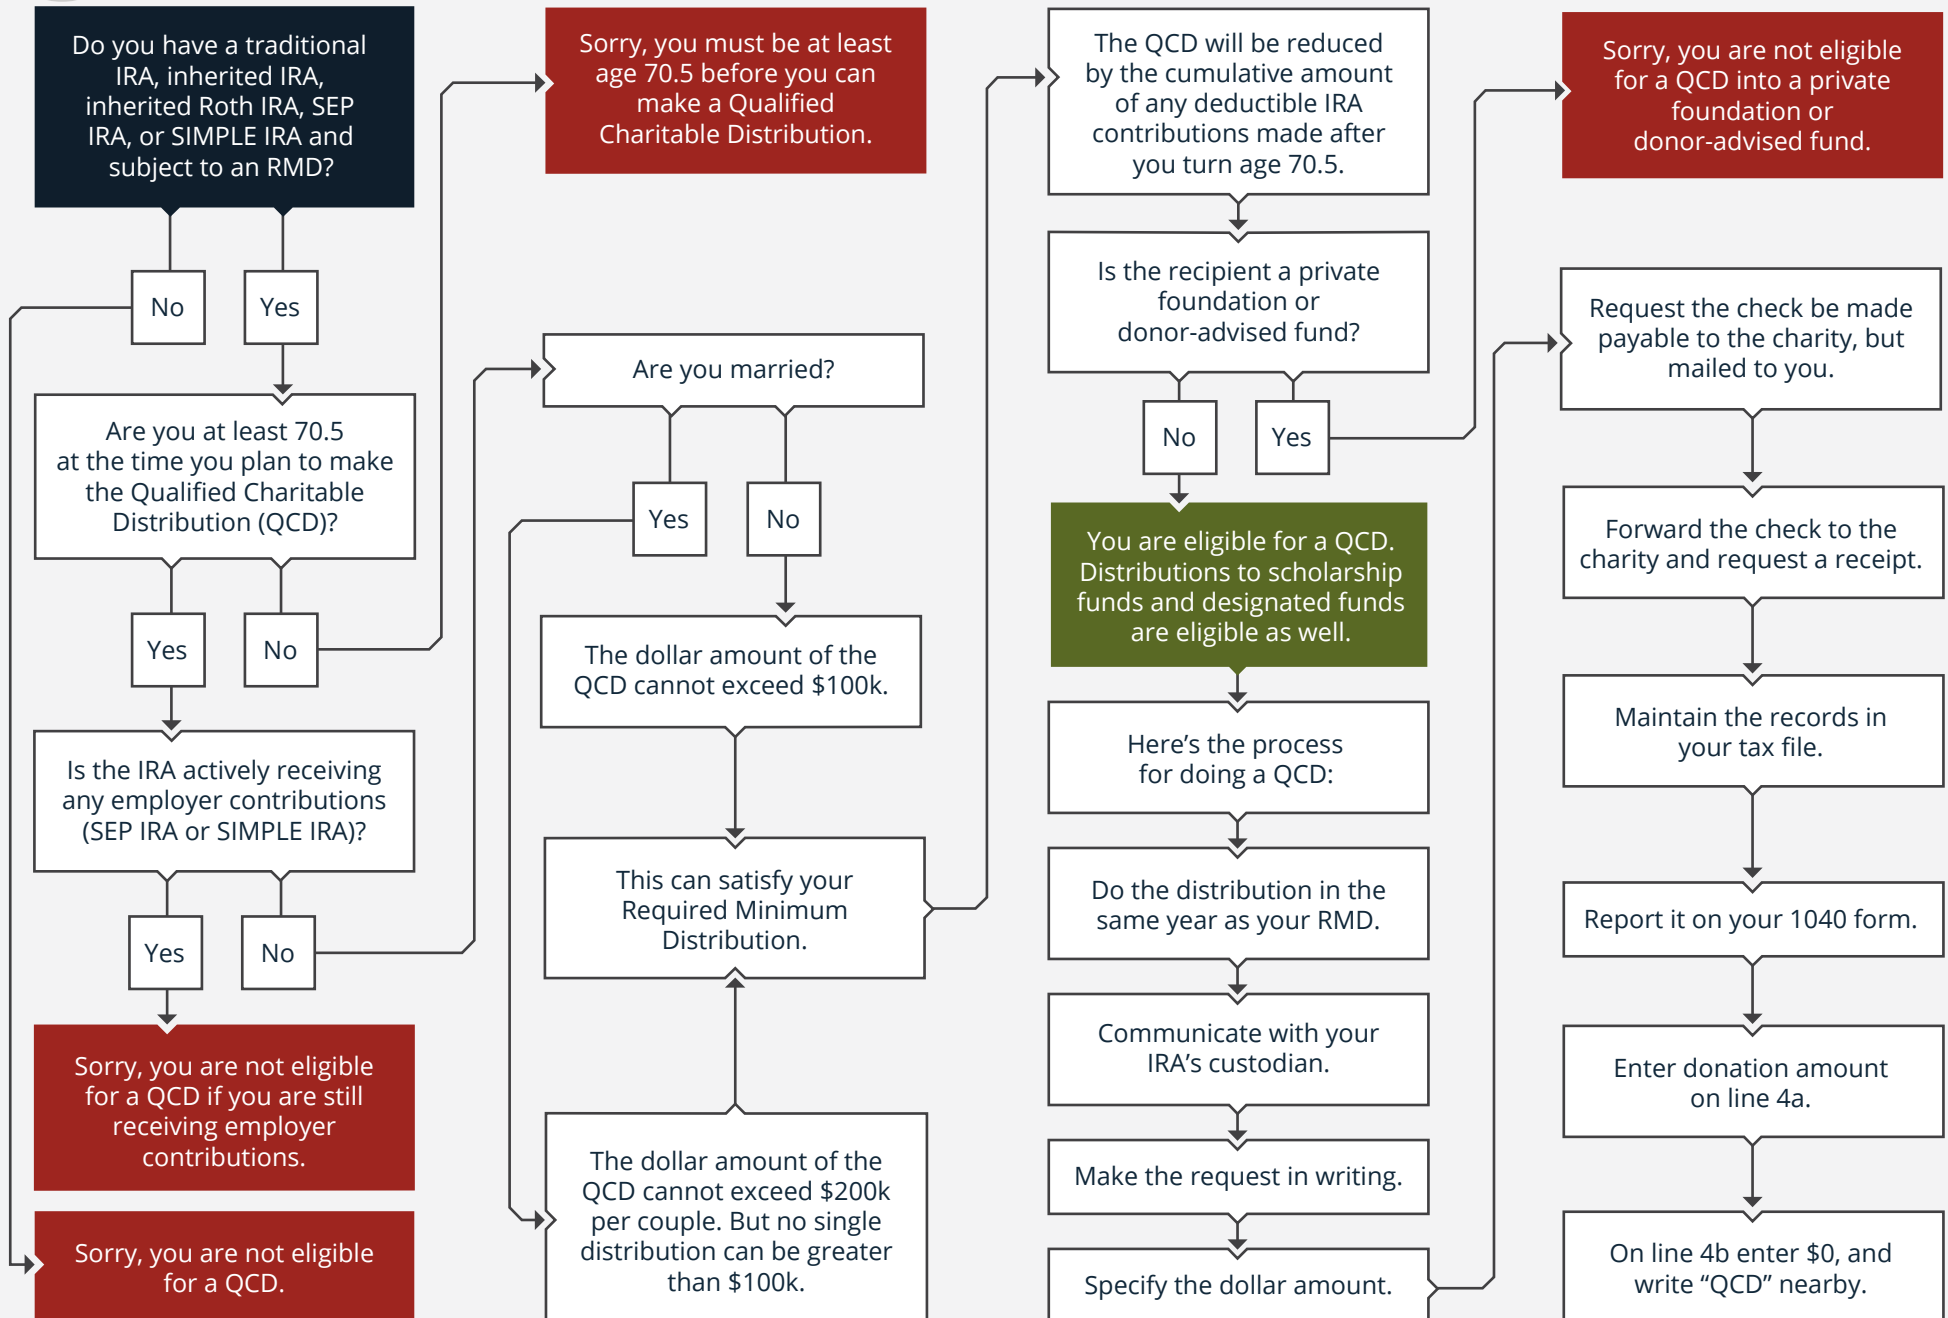 Do you have a traditional
IRA, inherited IRA,
inherited Roth IRA, SEP
IRA, or SIMPLE IRA and
subject to an RMD?
No
Yes
Are you at least 70.5
at the time you plan to make
the Qualified Charitable
Distribution (QCD)?
Yes
No
Is the IRA actively receiving
any employer contributions
(SEP IRA or SIMPLE IRA)?
Yes
No
Sorry, you are not eligible
for a QCD if you are still
receiving employer
contributions.
Sorry, you are not eligible
for a QCD.
Sorry, you must be at least
age 70.5 before you can
make a Qualified
Charitable Distribution.
Are you married?
Yes
No
The dollar amount of the
QCD cannot exceed $100k.
This can satisfy your
Required Minimum
Distribution.
The dollar amount of the
QCD cannot exceed $200k
per couple. But no single
distribution can be greater
than $100k.
The QCD will be reduced
by the cumulative amount
of any deductible IRA
contributions made after
you turn age 70.5.
Is the recipient a private
foundation or
donor-advised fund?
No
Yes
You are eligible for a QCD.
Distributions to scholarship
funds and designated funds
are eligible as well.
Here’s the process
for doing a QCD:
Do the distribution in the
same year as your RMD.
Communicate with your
IRA’s custodian.
Make the request in writing.
Specify the dollar amount.
Sorry, you are not eligible
for a QCD into a private
foundation or
donor-advised fund.
Request the check be made
payable to the charity, but
mailed to you.
Forward the check to the
charity and request a receipt.
Maintain the records in
your tax file.
Report it on your 1040 form.
Enter donation amount
on line 4a.
On line 4b enter $0, and
write “QCD” nearby.